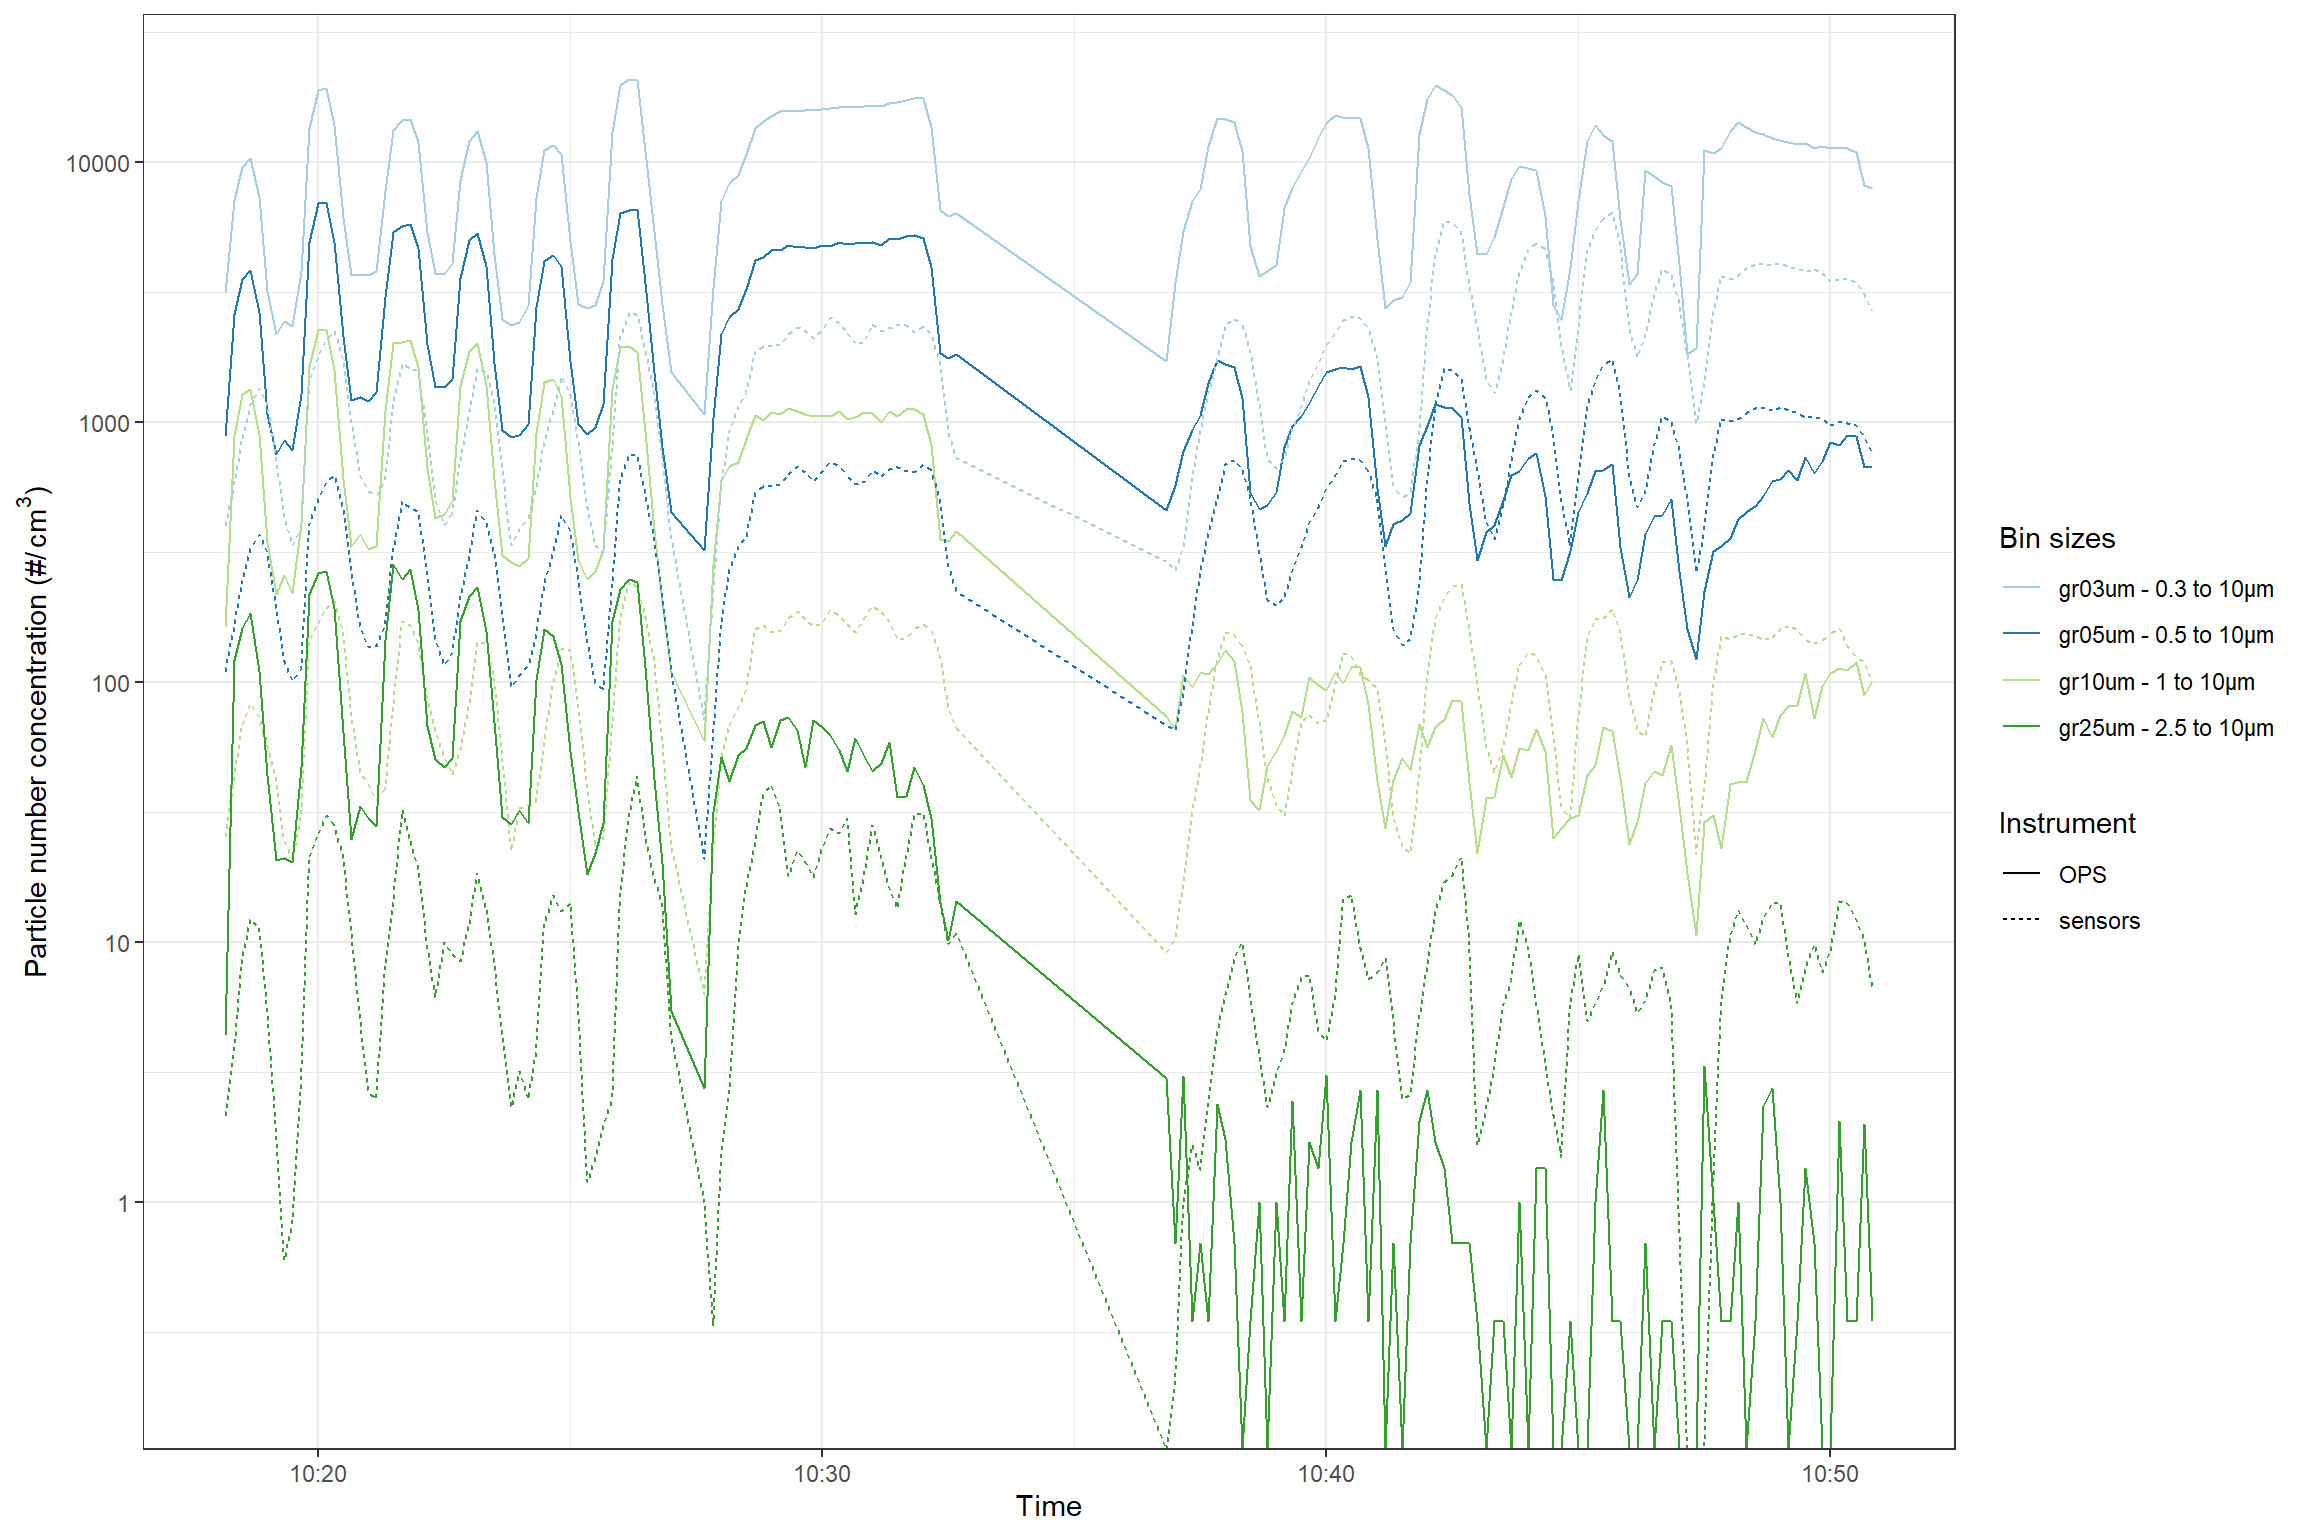 Particle number concentration (#/cm³)
10000
1000
100
10
1
10:20
10:30
10:40
10:50
Time
Bin sizes
gr03um - 0.3 to 10µm
gr05um - 0.5 to 10µm
gr10um - 1 to 10µm
gr25um - 2.5 to 10µm
Instrument
OPS
sensors